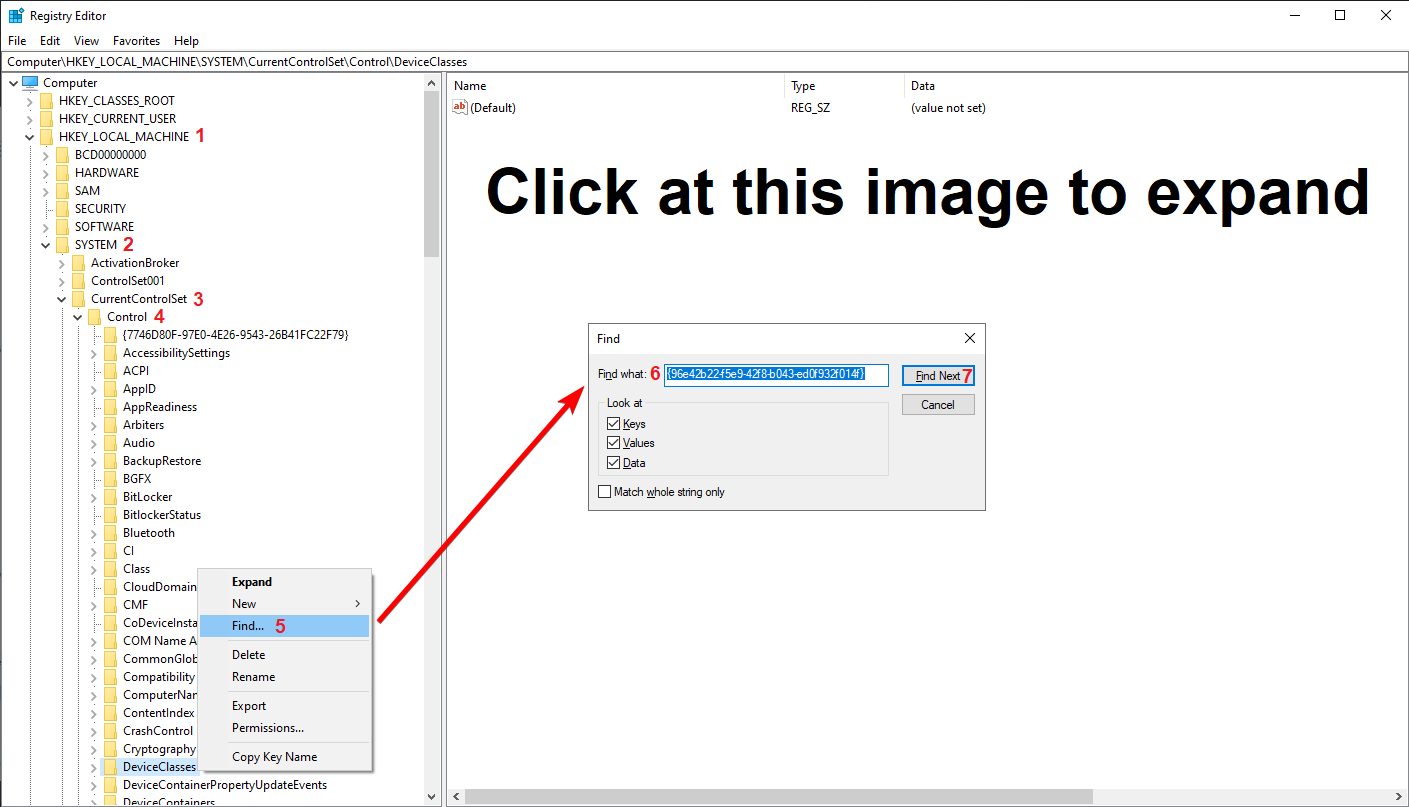 Registry Editor
File Edit View Favorites Help
Computer\HKEY_LOCAL_MACHINE\SYSTEM\CurrentControlSet\Control\DeviceClasses
Computer
HKEY_CLASSES_ROOT
HKEY_CURRENT_USER
HKEY_LOCAL_MACHINE 1
BCD00000000
HARDWARE
SAM
SECURITY
SOFTWARE
SYSTEM 2
ActivationBroker
ControlSet001
CurrentControlSet 3
Control 4
{7746D80F-97E0-4E26-9543-26B41FC22F79}
AccessibilitySettings
ACPI
AppID
AppReadiness
Arbiters
Audio
BackupRestore
BGFX
BitLocker
BitlockerStatus
Bluetooth
CI
Class
CloudDomain
CMF
CoDeviceInsta
COM Name A
CommonGlob
Compatibility
ComputerNan
ContentIndex
CrashControl
Cryptography
DeviceClasses
DeviceContainerPropertyUpdateEvents
DeviceContainers
Expand
New
Find... 5
Delete
Rename
Export
Permissions...
Copy Key Name
Name Type Data
ab (Default) REG_SZ (value not set)
Click at this image to expand
Find
Find what: 6 {96e42b22-f5e9-42f8-b043-ed0f932f014f} Find Next 7
Cancel
Look at
Keys
Values
Data
Match whole string only